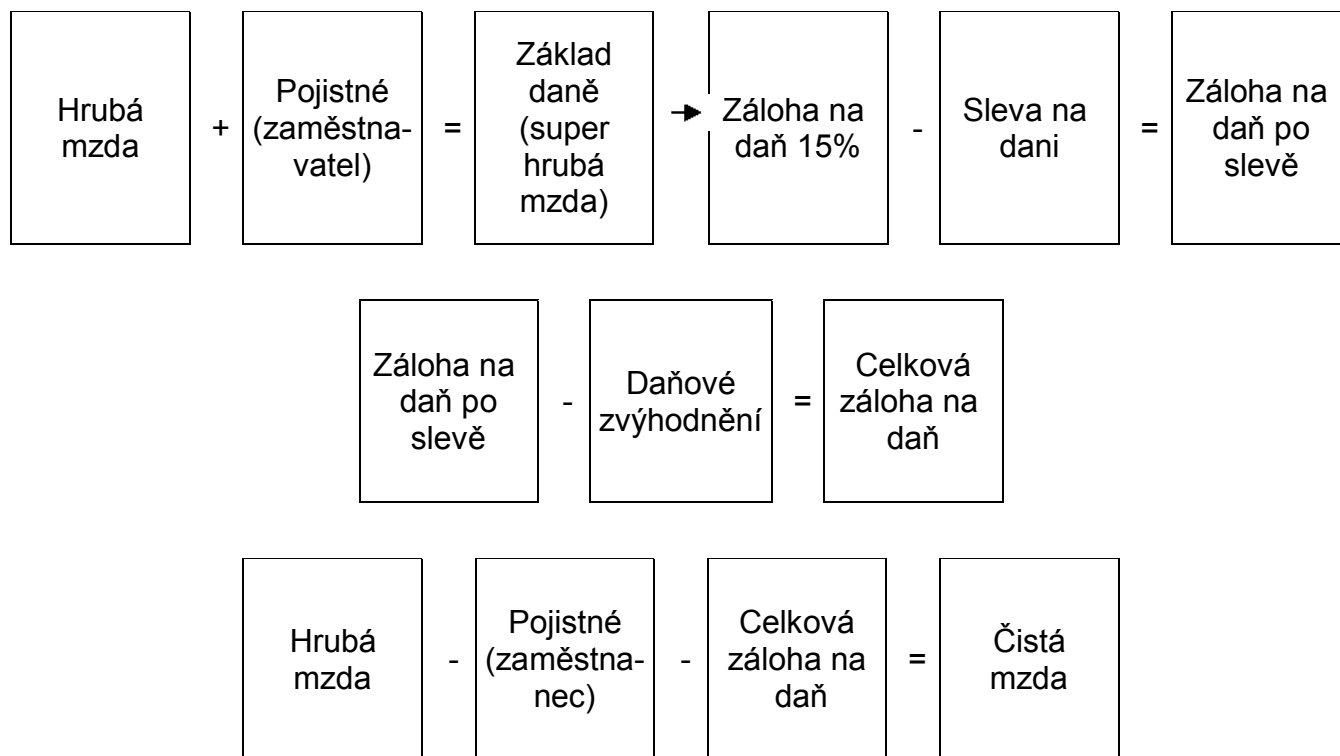 Hrubá
mzda
+
Pojistné
(zaměstna-
vatel)
=
Základ
daně
(super
hrubá
mzda)
Záloha na
daň 15%
-
Sleva na
dani
=
Záloha na
daň po
slevě
Záloha na
daň po
slevě
-
Daňové
zvýhodnění
=
Celková
záloha na
daň
Hrubá
mzda
-
Pojistné
(zaměstna-
nec)
-
Celková
záloha na
daň
=
Čistá
mzda